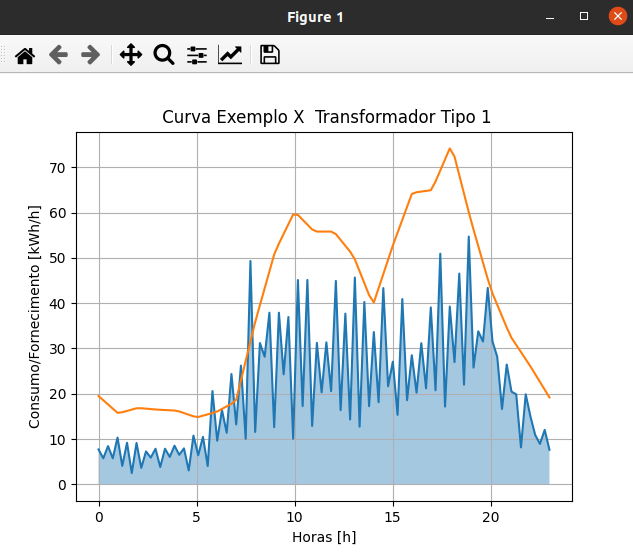 Figure 1
Curva Exemplo X  Transformador Tipo 1
Consumo/Fornecimento [kWh/h]
70
60
50
40
30
20
10
0
0 5 10 15 20
Horas [h]